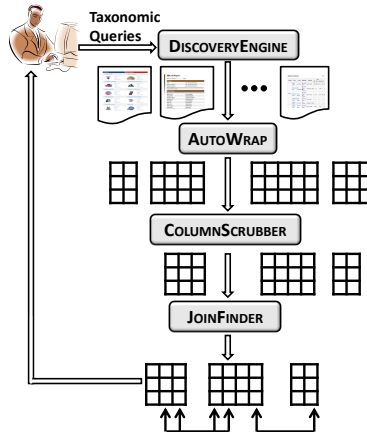 Taxonomic
Queries
DISCOVERYENGINE
AUTOWRAP
COLUMNSCRUBBER
JOINFINDER